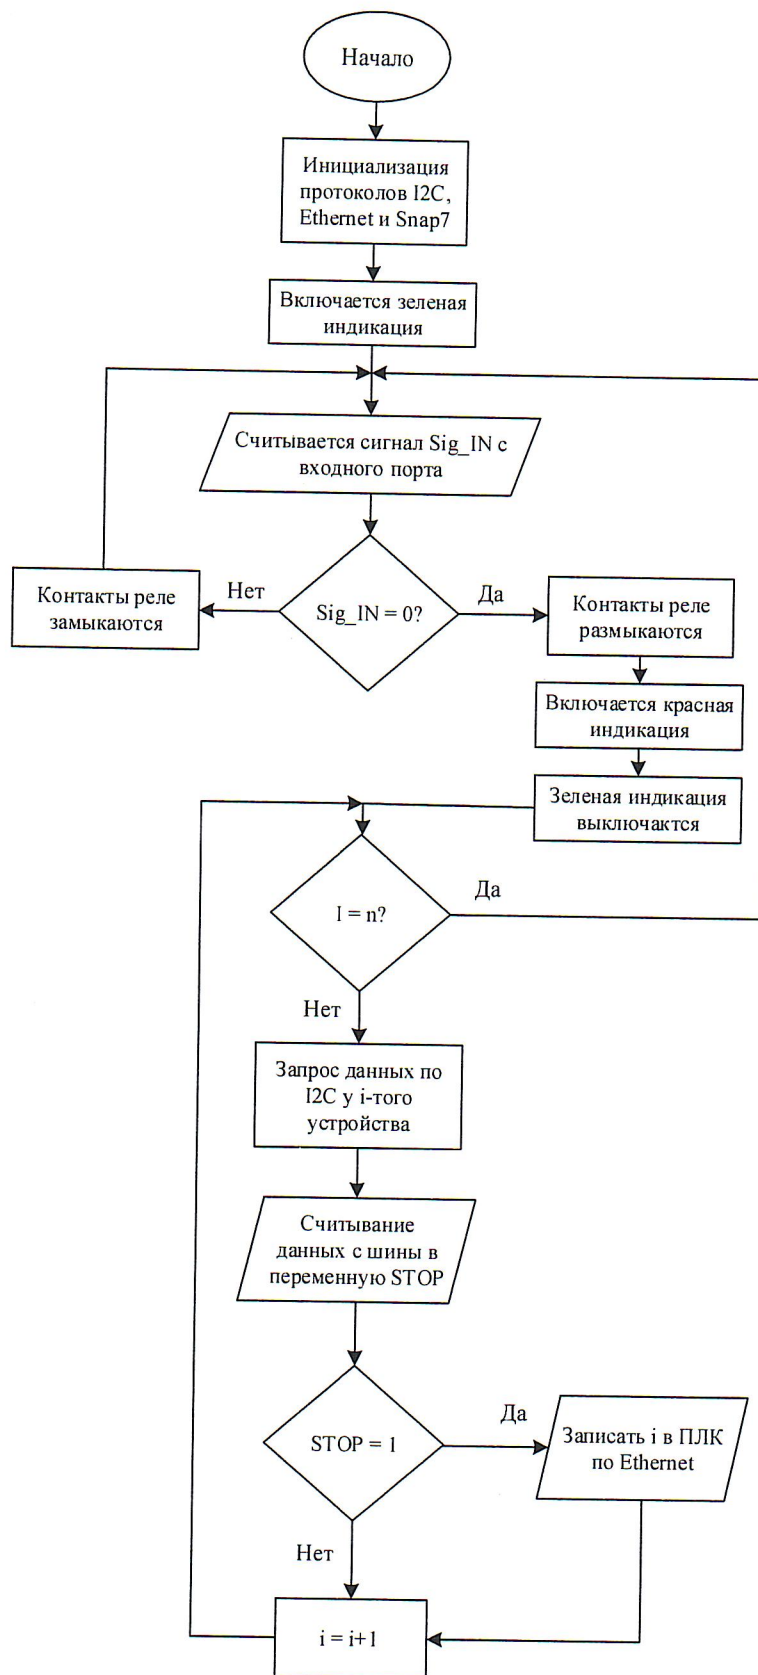 Начало
Инициализация
протоколов I2C,
Ethernet и Snap7
Включается зеленая
индикация
Считывается сигнал Sig_IN с
входного порта
Sig_IN = 0?
Нет
Контакты реле
замыкаются
Да
Контакты реле
размыкаются
Включается красная
индикация
Зеленая индикация
выключактся
I = n?
Да
Нет
Запрос данных по
I2C у i-того
устройства
Считывание
данных с шины в
переменную STOP
STOP = 1
Да
Записать i в ПЛК
по Ethernet
Нет
i = i+1